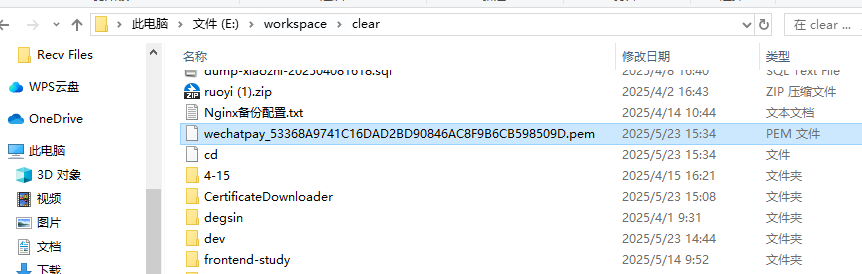 此电脑 > 文件 (E:) > workspace > clear
在 clear ...
名称 修改日期 类型
dump-xiaozhi-202504081618.sql 2025/4/8 16:40 SQL Text File
ruoyi (1).zip 2025/4/2 16:43 ZIP 压缩文件
Nginx备份配置.txt 2025/4/14 10:44 文本文档
wechatpay_53368A9741C16DAD2BD90846AC8F9B6CB598509D.pem 2025/5/23 15:34 PEM 文件
cd 2025/5/23 15:34 文件
4-15 2025/4/15 16:21 文件夹
CertificateDownloader 2025/5/23 15:08 文件夹
degsin 2025/4/1 9:31 文件夹
dev 2025/5/23 14:44 文件夹
frontend-study 2025/5/14 9:52 文件夹
Recv Files
WPS云盘
OneDrive
此电脑
3D 对象
视频
图片
文档
下载
ZIP